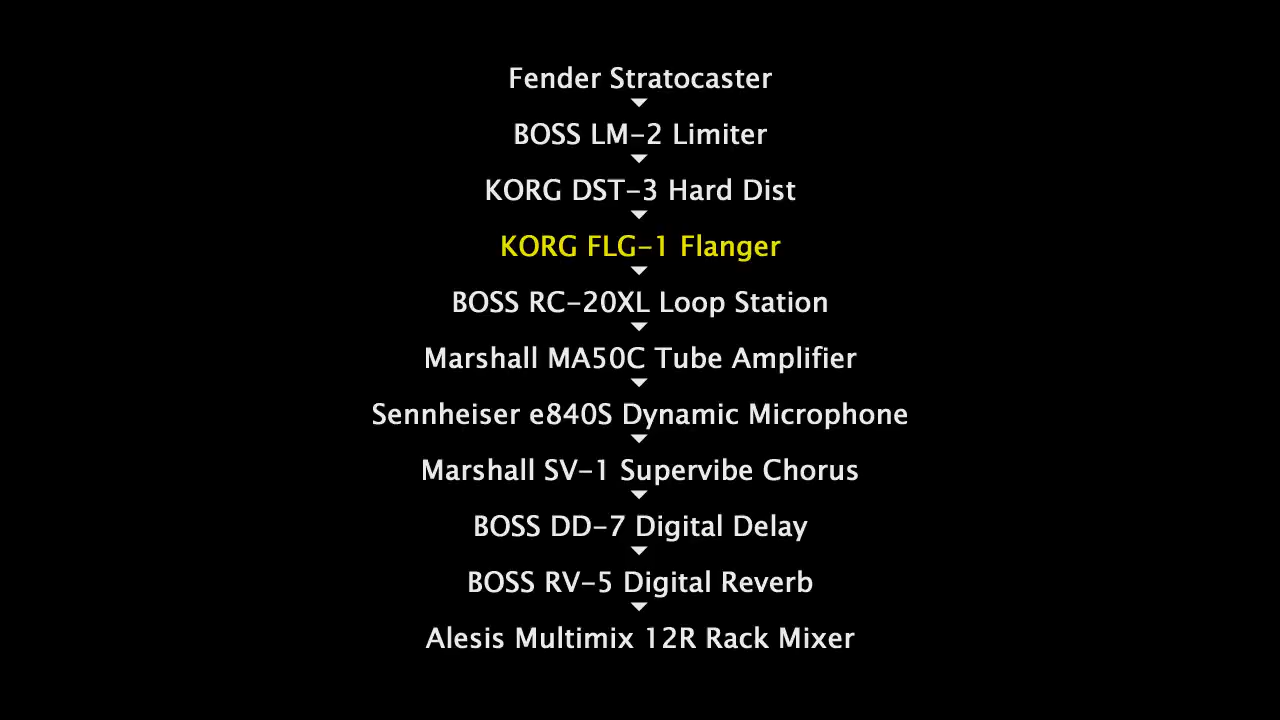 Fender Stratocaster
BOSS LM-2 Limiter
KORG DST-3 Hard Dist
KORG FLG-1 Flanger
BOSS RC-20XL Loop Station
Marshall MA50C Tube Amplifier
Sennheiser e840S Dynamic Microphone
Marshall SV-1 Supervibe Chorus
BOSS DD-7 Digital Delay
BOSS RV-5 Digital Reverb
Alesis Multimix 12R Rack Mixer